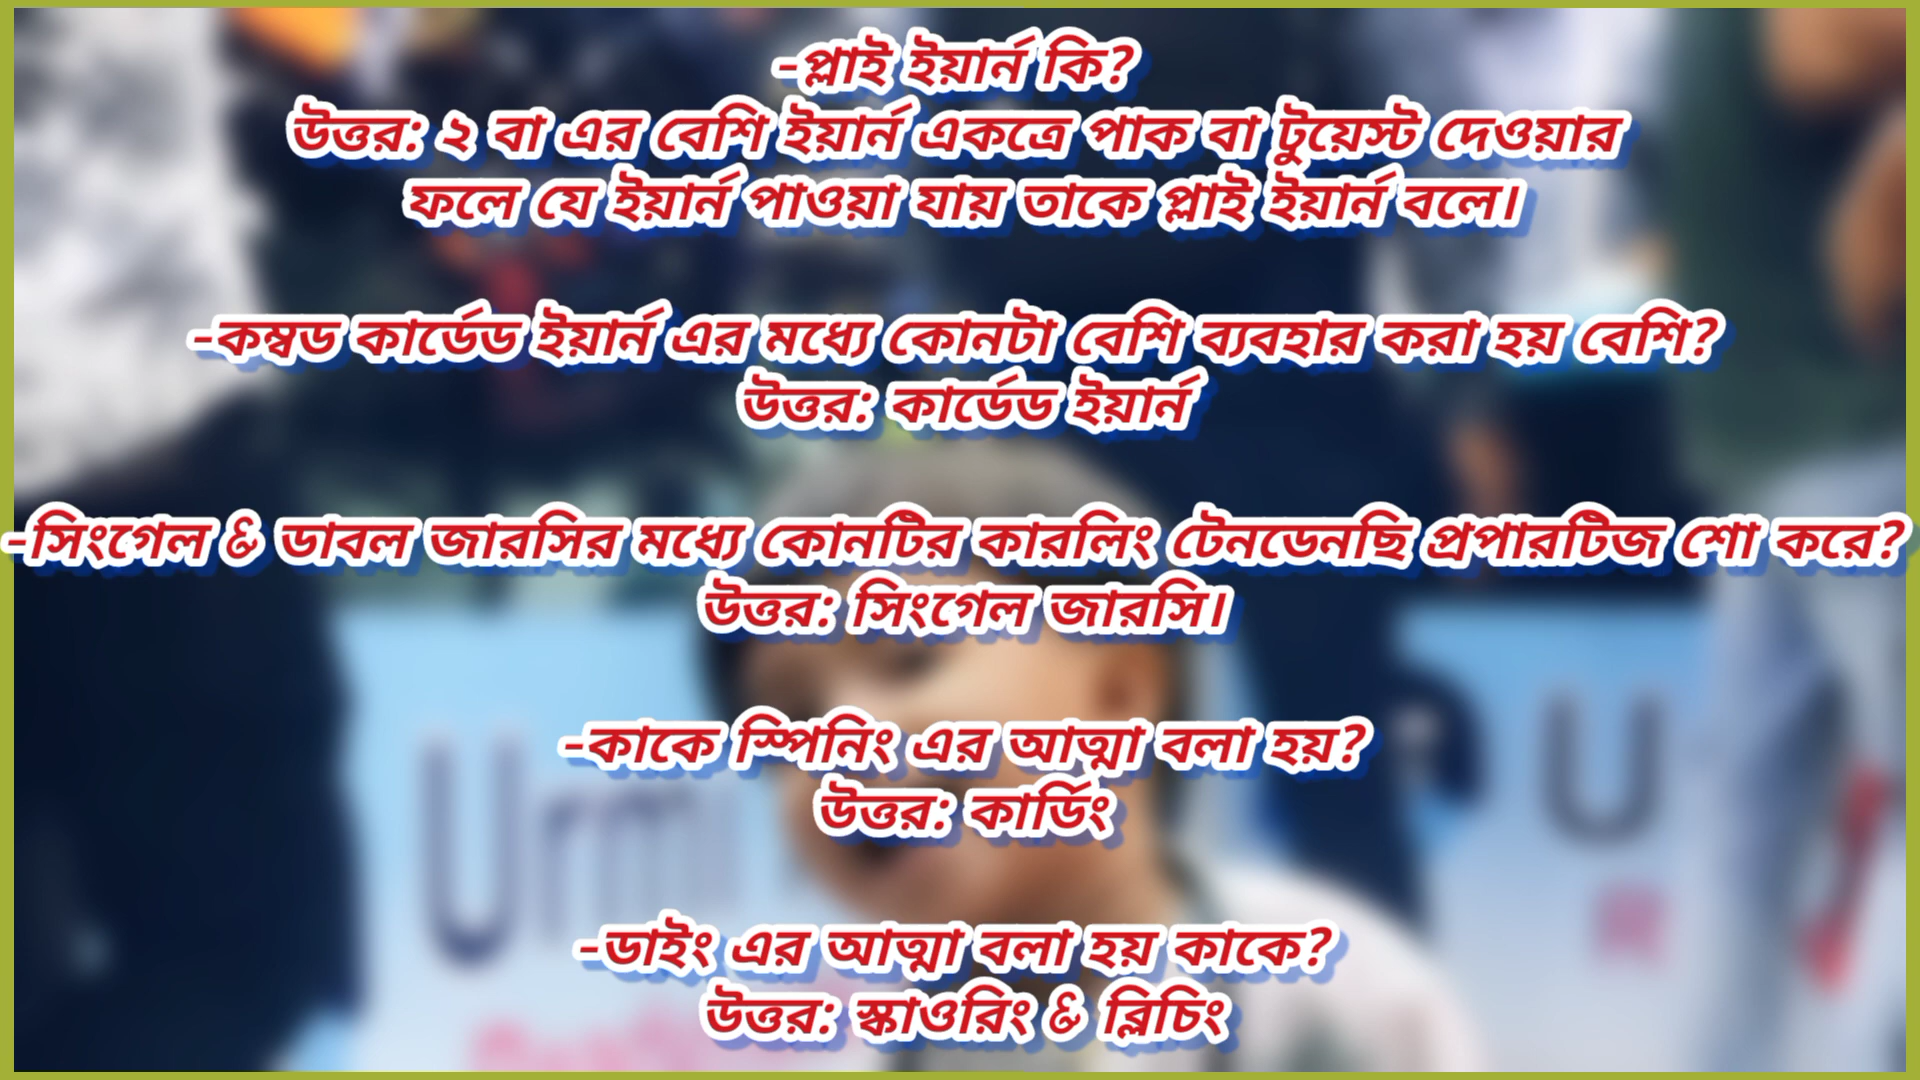 -প্লাই ইয়ার্ন কি?
উত্তর: ২ বা এর বেশি ইয়ার্ন একত্রে পাক বা টুয়েস্ট দেওয়ার
ফলে যে ইয়ার্ন পাওয়া যায় তাকে প্লাই ইয়ার্ন বলে।
-কম্বড কার্ডেড ইয়ার্ন এর মধ্যে কোনটা বেশি ব্যবহার করা হয় বেশি?
উত্তর: কার্ডেড ইয়ার্ন
-সিংগেল & ডাবল জারসির মধ্যে কোনটির কারলিং টেনডেনছি প্রপারটিজ শো করে?
উত্তর: সিংগেল জারসি।
-কাকে স্পিনিং এর আত্মা বলা হয়?
উত্তর: কার্ডিং
-ডাইং এর আত্মা বলা হয় কাকে?
উত্তর: স্কাওরিং & ব্লিচিং